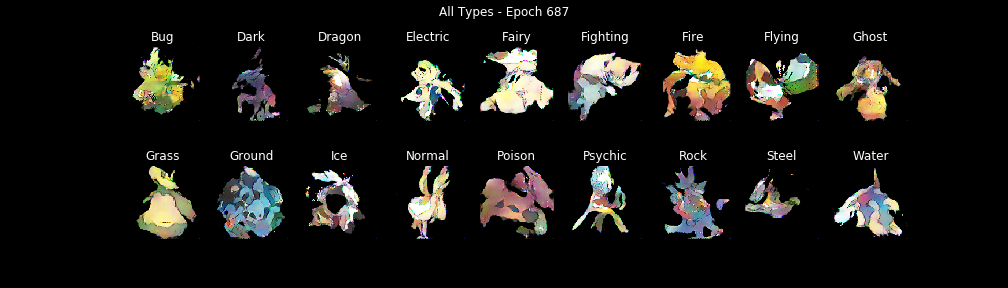 All Types - Epoch 687
Bug Dark Dragon Electric Fairy Fighting Fire Flying Ghost
Grass Ground Ice Normal Poison Psychic Rock Steel Water